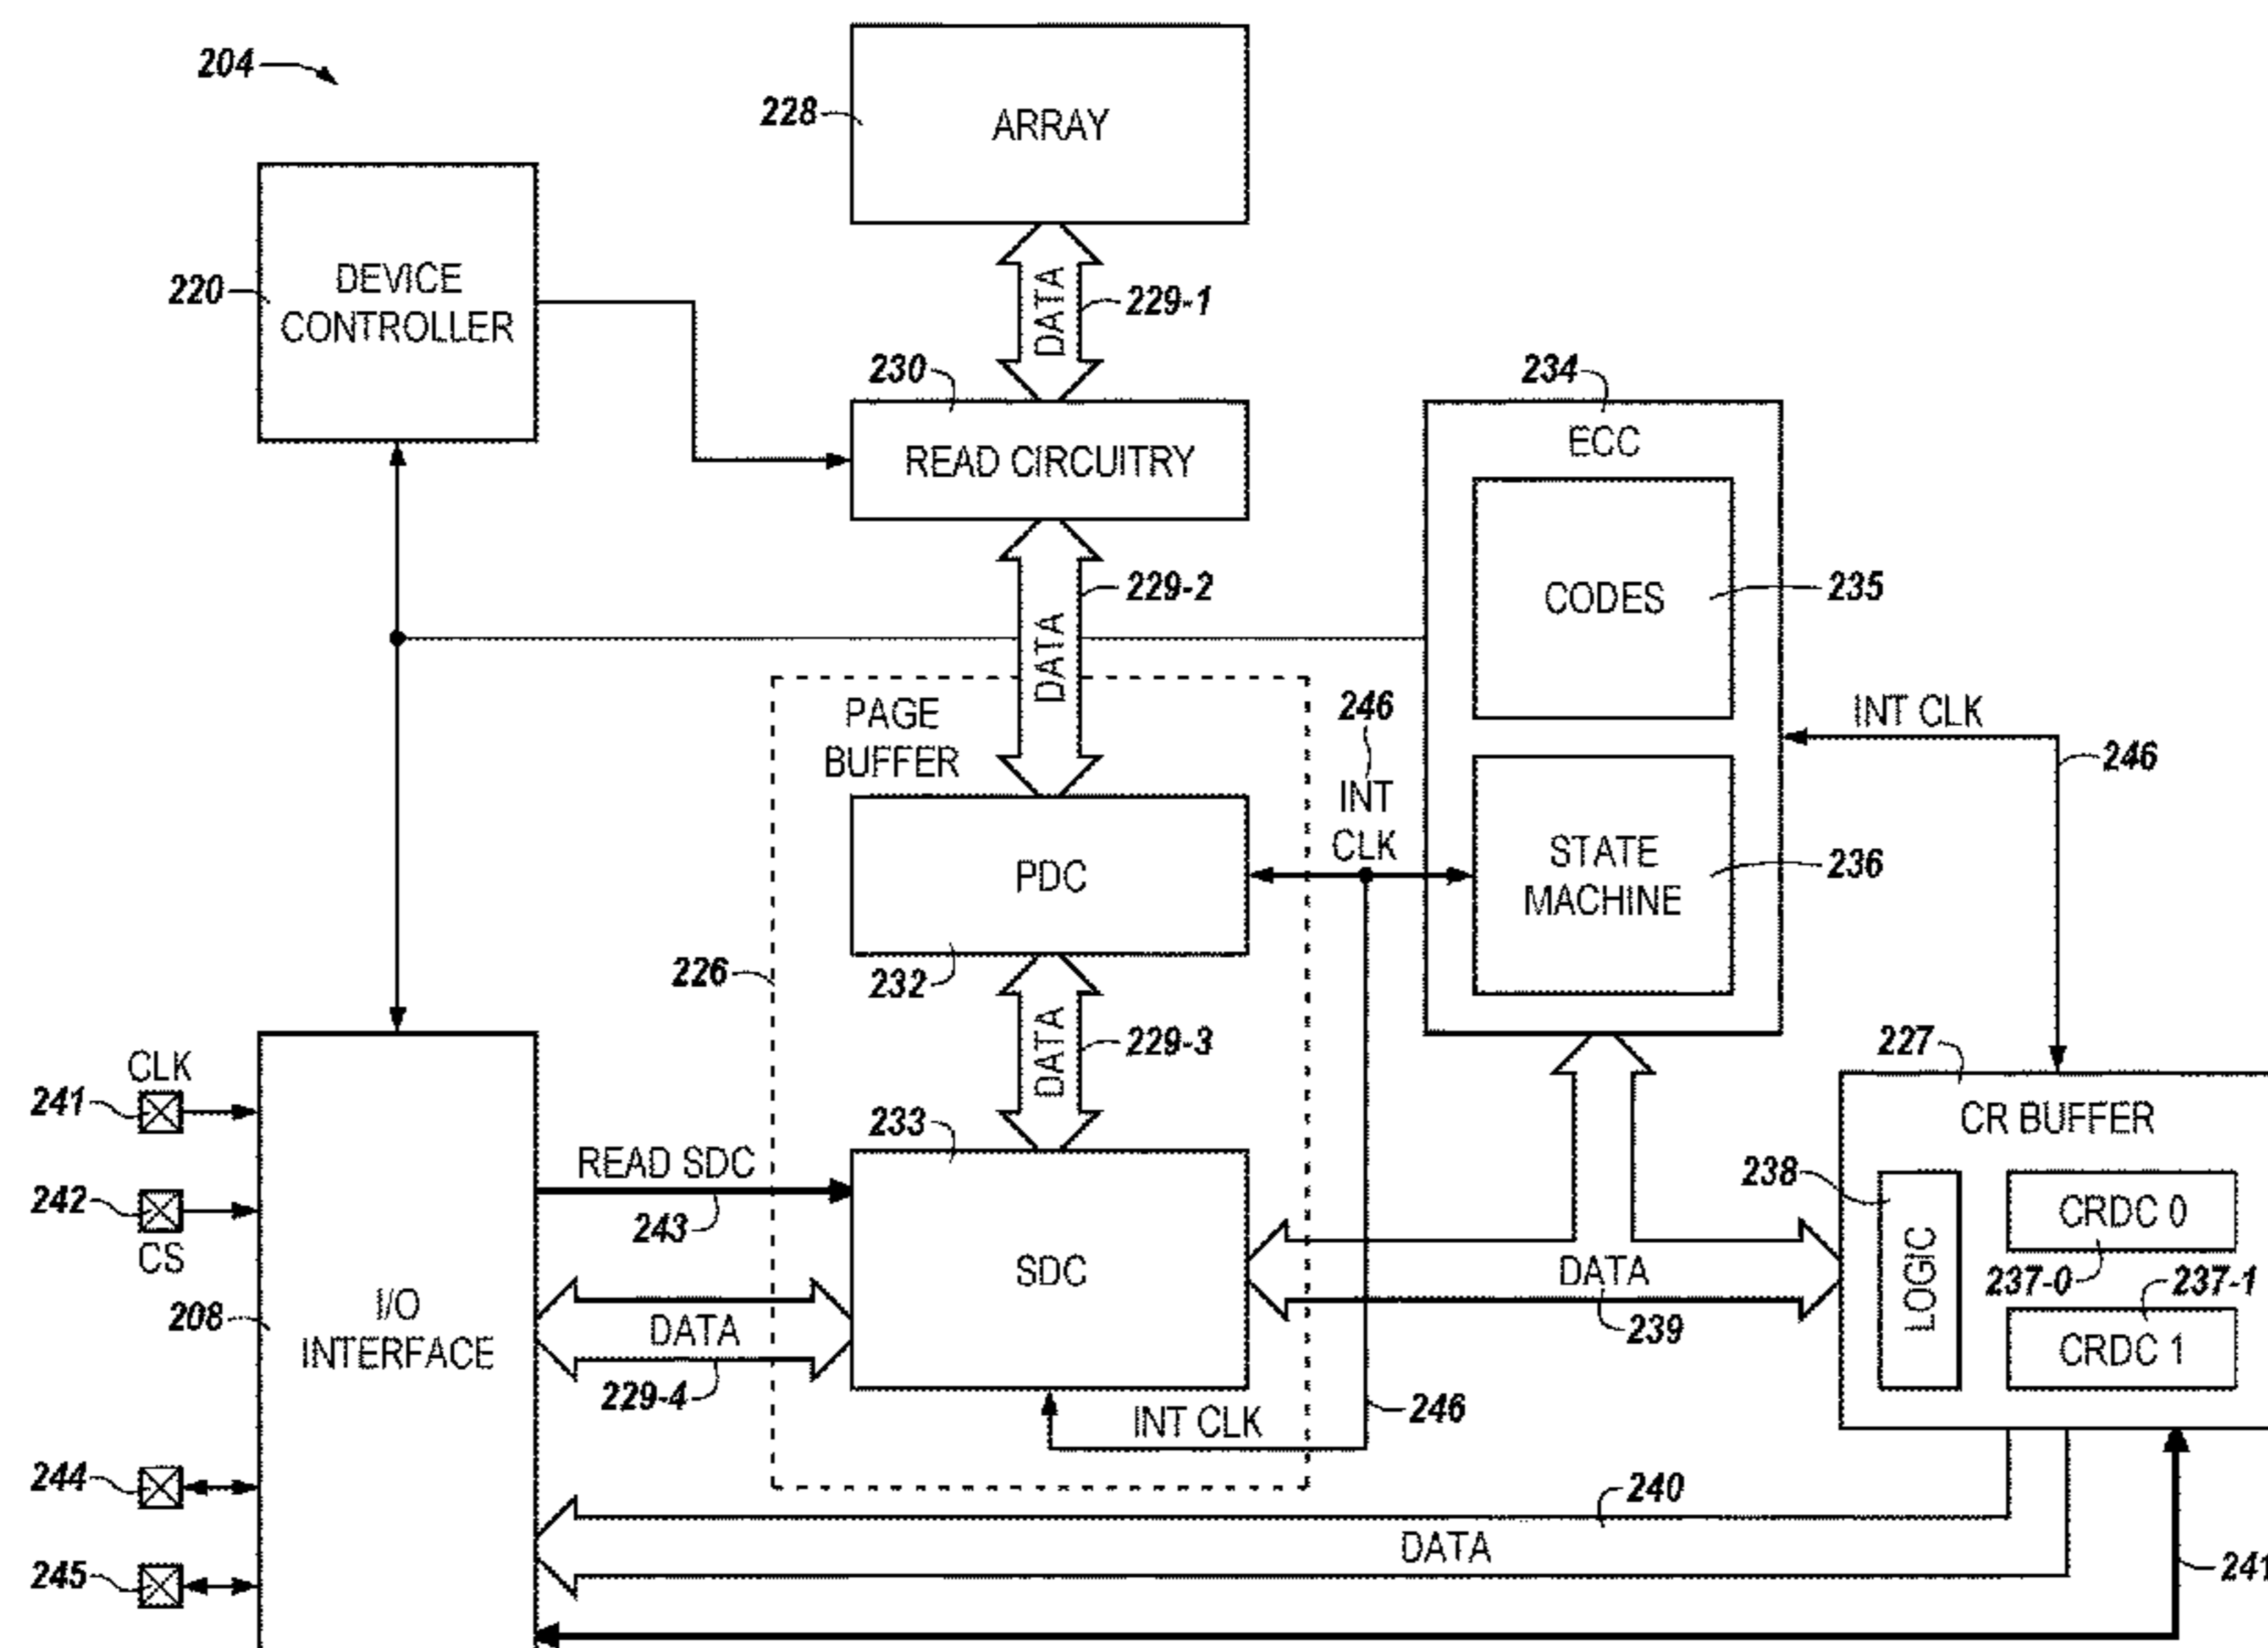 204
228
ARRAY
220
DEVICE
CONTROLLER
DATA
229-1
230
READ CIRCUITRY
234
ECC
229-2
DATA
CODES
235
PAGE
BUFFER
246
INT
CLK
INT CLK
246
PDC
STATE
MACHINE
236
226
232
DATA
229-3
227
CR BUFFER
CLK
241
233
READ SDC
243
238
LOGIC
CRDC 0
237-0
237-1
CRDC 1
242
CS
SDC
DATA
239
208
I/O
INTERFACE
DATA
229-4
INT CLK
246
244
240
DATA
245
241